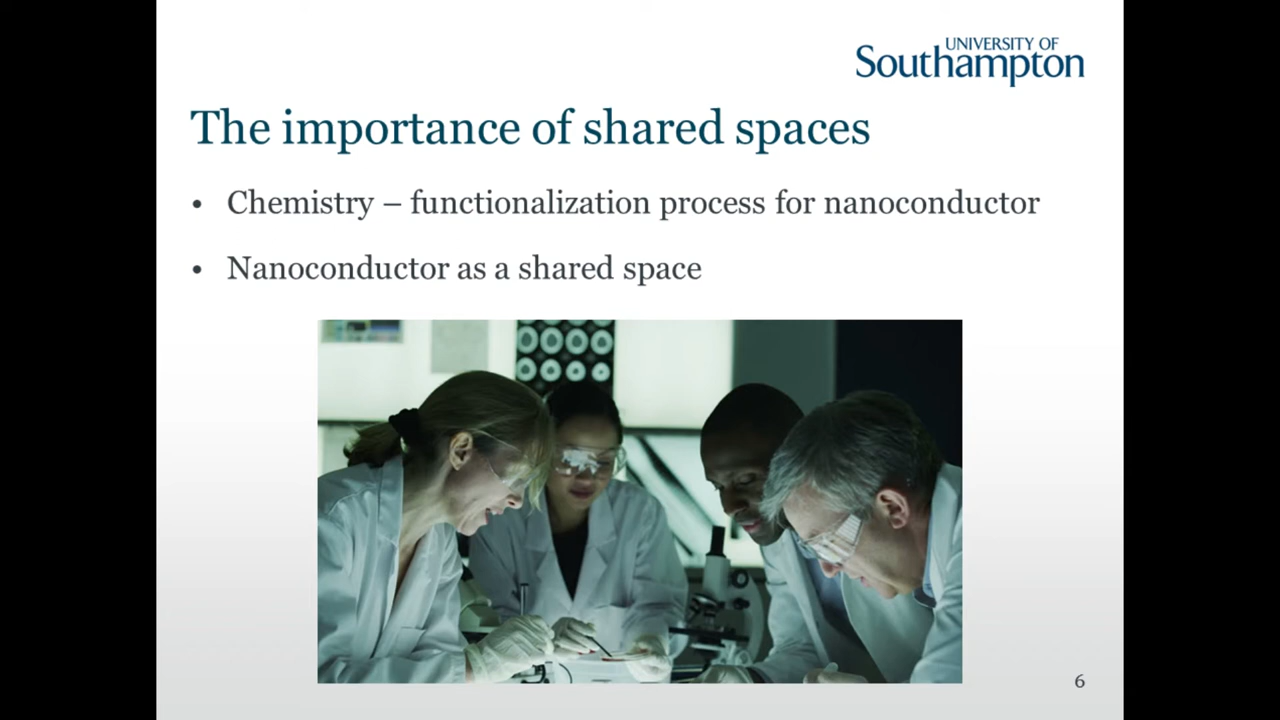 UNIVERSITY OF
Southampton
The importance of shared spaces
• Chemistry – functionalization process for nanoconductor
• Nanoconductor as a shared space
6